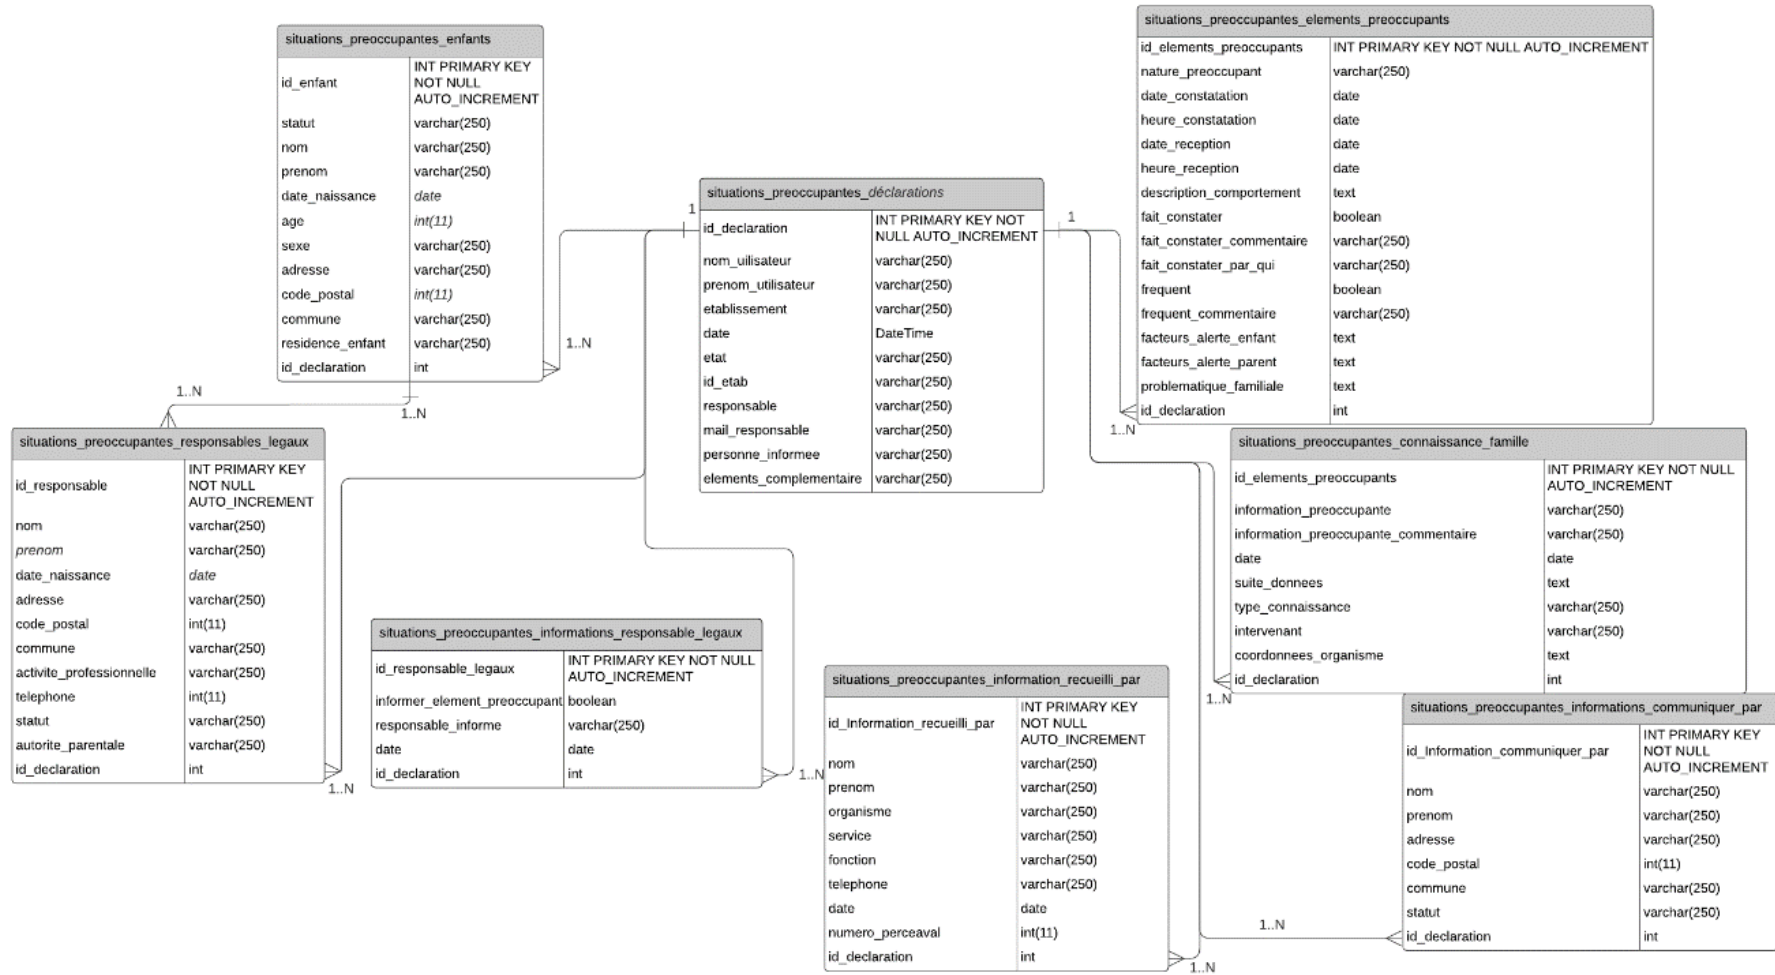 situations_preoccupantes_enfants
id_enfant INT PRIMARY KEY
NOT NULL
AUTO_INCREMENT
statut varchar(250)
nom varchar(250)
prenom varchar(250)
date_naissance date
age int(11)
sexe varchar(250)
adresse varchar(250)
code_postal int(11)
commune varchar(250)
residence_enfant varchar(250)
id_declaration int
1..N
1..N
1..N
situations_preoccupantes_responsables_legaux
id_responsable INT PRIMARY KEY
NOT NULL
AUTO_INCREMENT
nom varchar(250)
prenom varchar(250)
date_naissance date
adresse varchar(250)
code_postal int(11)
commune varchar(250)
activite_professionnelle varchar(250)
telephone int(11)
statut varchar(250)
autorite_parentale varchar(250)
id_declaration int
1..N
situations_preoccupantes_déclarations
1
1
id_declaration INT PRIMARY KEY NOT
NULL AUTO_INCREMENT
nom_uilisateur varchar(250)
prenom_utilisateur varchar(250)
etablissement varchar(250)
date DateTime
etat varchar(250)
id_etab varchar(250)
responsable varchar(250)
mail_responsable varchar(250)
personne_informee varchar(250)
elements_complementaire varchar(250)
situations_preoccupantes_informations_responsable_legaux
id_responsable_legaux INT PRIMARY KEY NOT NULL
AUTO_INCREMENT
informer_element_preoccupant boolean
responsable_informe varchar(250)
date date
id_declaration int
1..N
situations_preoccupantes_information_recueilli_par
id_Information_recueilli_par INT PRIMARY KEY
NOT NULL
AUTO_INCREMENT
nom varchar(250)
prenom varchar(250)
organisme varchar(250)
service varchar(250)
fonction varchar(250)
telephone varchar(250)
date date
numero_perceaval int(11)
id_declaration int
1..N
situations_preoccupantes_elements_preoccupants
id_elements_preoccupants INT PRIMARY KEY NOT NULL AUTO_INCREMENT
nature_preoccupant varchar(250)
date_constatation date
heure_constatation date
date_reception date
heure_reception date
description_comportement text
fait_constater boolean
fait_constater_commentaire varchar(250)
fait_constater_par_qui varchar(250)
frequent boolean
frequent_commentaire varchar(250)
facteurs_alerte_enfant text
facteurs_alerte_parent text
problematique_familiale text
id_declaration int
1..N
situations_preoccupantes_connaissance_famille
id_elements_preoccupants INT PRIMARY KEY NOT NULL
AUTO_INCREMENT
information_preoccupante varchar(250)
information_preoccupante_commentaire varchar(250)
date date
suite_donnees text
type_connaissance varchar(250)
intervenant varchar(250)
coordonnees_organisme text
id_declaration int
1..N
situations_preoccupantes_informations_communiquer_par
id_Information_communiquer_par INT PRIMARY KEY
NOT NULL
AUTO_INCREMENT
nom varchar(250)
prenom varchar(250)
adresse varchar(250)
code_postal int(11)
commune varchar(250)
statut varchar(250)
id_declaration int
1..N